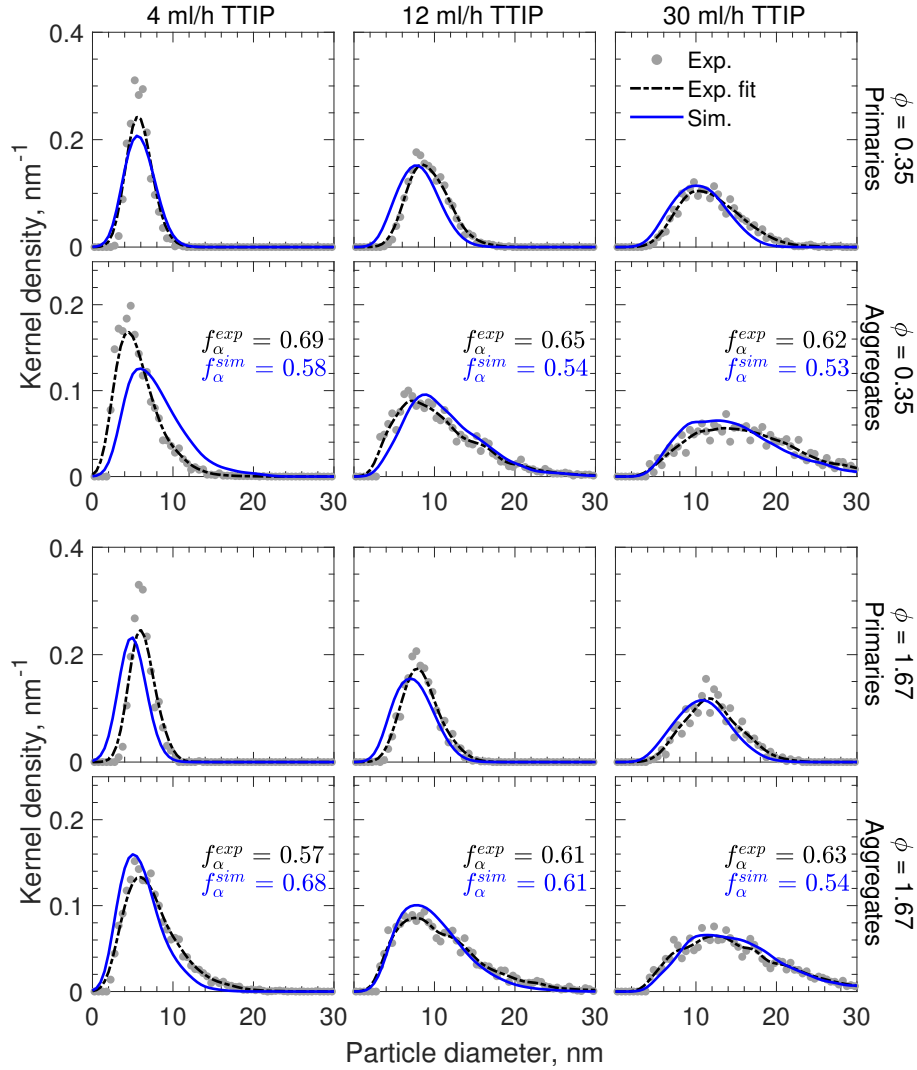 4 ml/h TTIP 12 ml/h TTIP 30 ml/h TTIP
0.4
0.2
0
Kernel density, nm⁻¹
Exp.
Exp. fit
Sim.
ϕ = 0.35
Primaries
0.2
0.1
0
f_α^{exp} = 0.69
f_α^{sim} = 0.58
f_α^{exp} = 0.65
f_α^{sim} = 0.54
f_α^{exp} = 0.62
f_α^{sim} = 0.53
ϕ = 0.35
Aggregates
0 10 20 30 10 20 30 10 20 30
0.4
0.2
0
Kernel density, nm⁻¹
ϕ = 1.67
Primaries
0.2
0.1
0
f_α^{exp} = 0.57
f_α^{sim} = 0.68
f_α^{exp} = 0.61
f_α^{sim} = 0.61
f_α^{exp} = 0.63
f_α^{sim} = 0.54
ϕ = 1.67
Aggregates
0 10 20 30 10 20 30 10 20 30
Particle diameter, nm